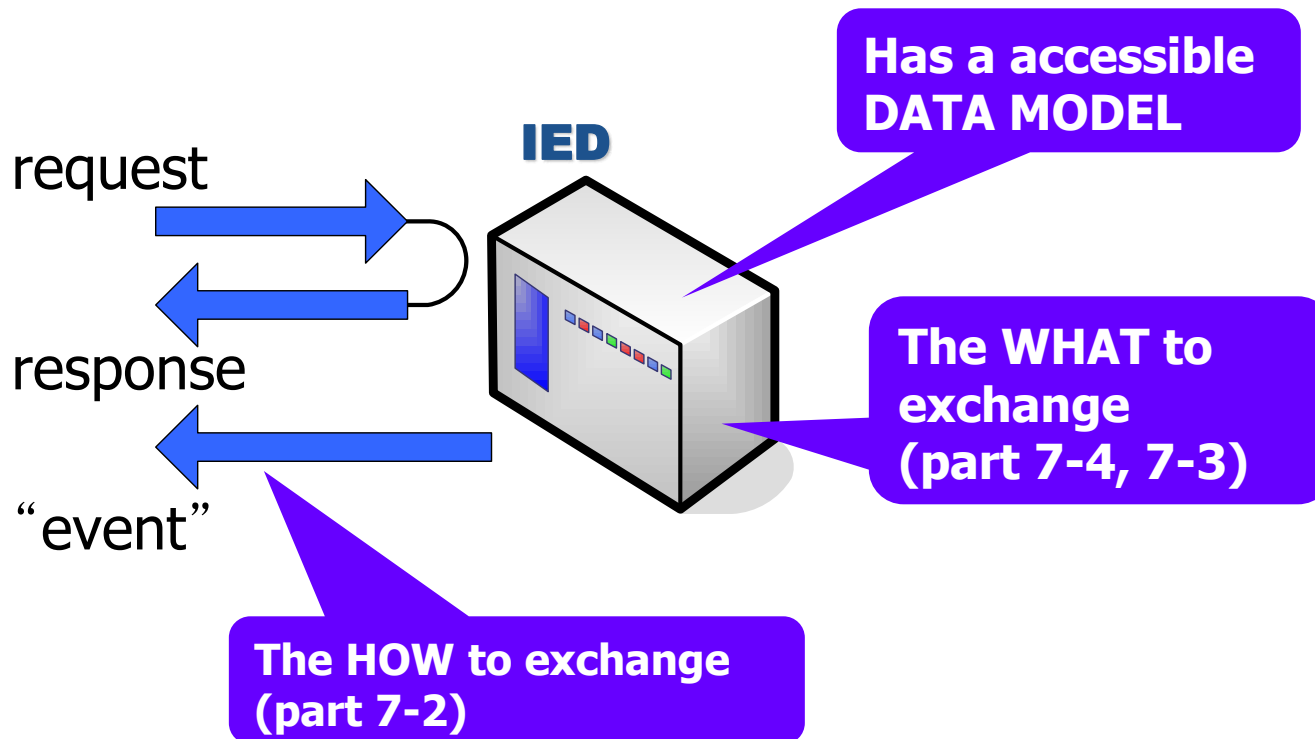 Has a accessible
DATA MODEL
IED
request
The WHAT to
exchange
(part 7-4, 7-3)
response
“event”
The HOW to exchange
(part 7-2)